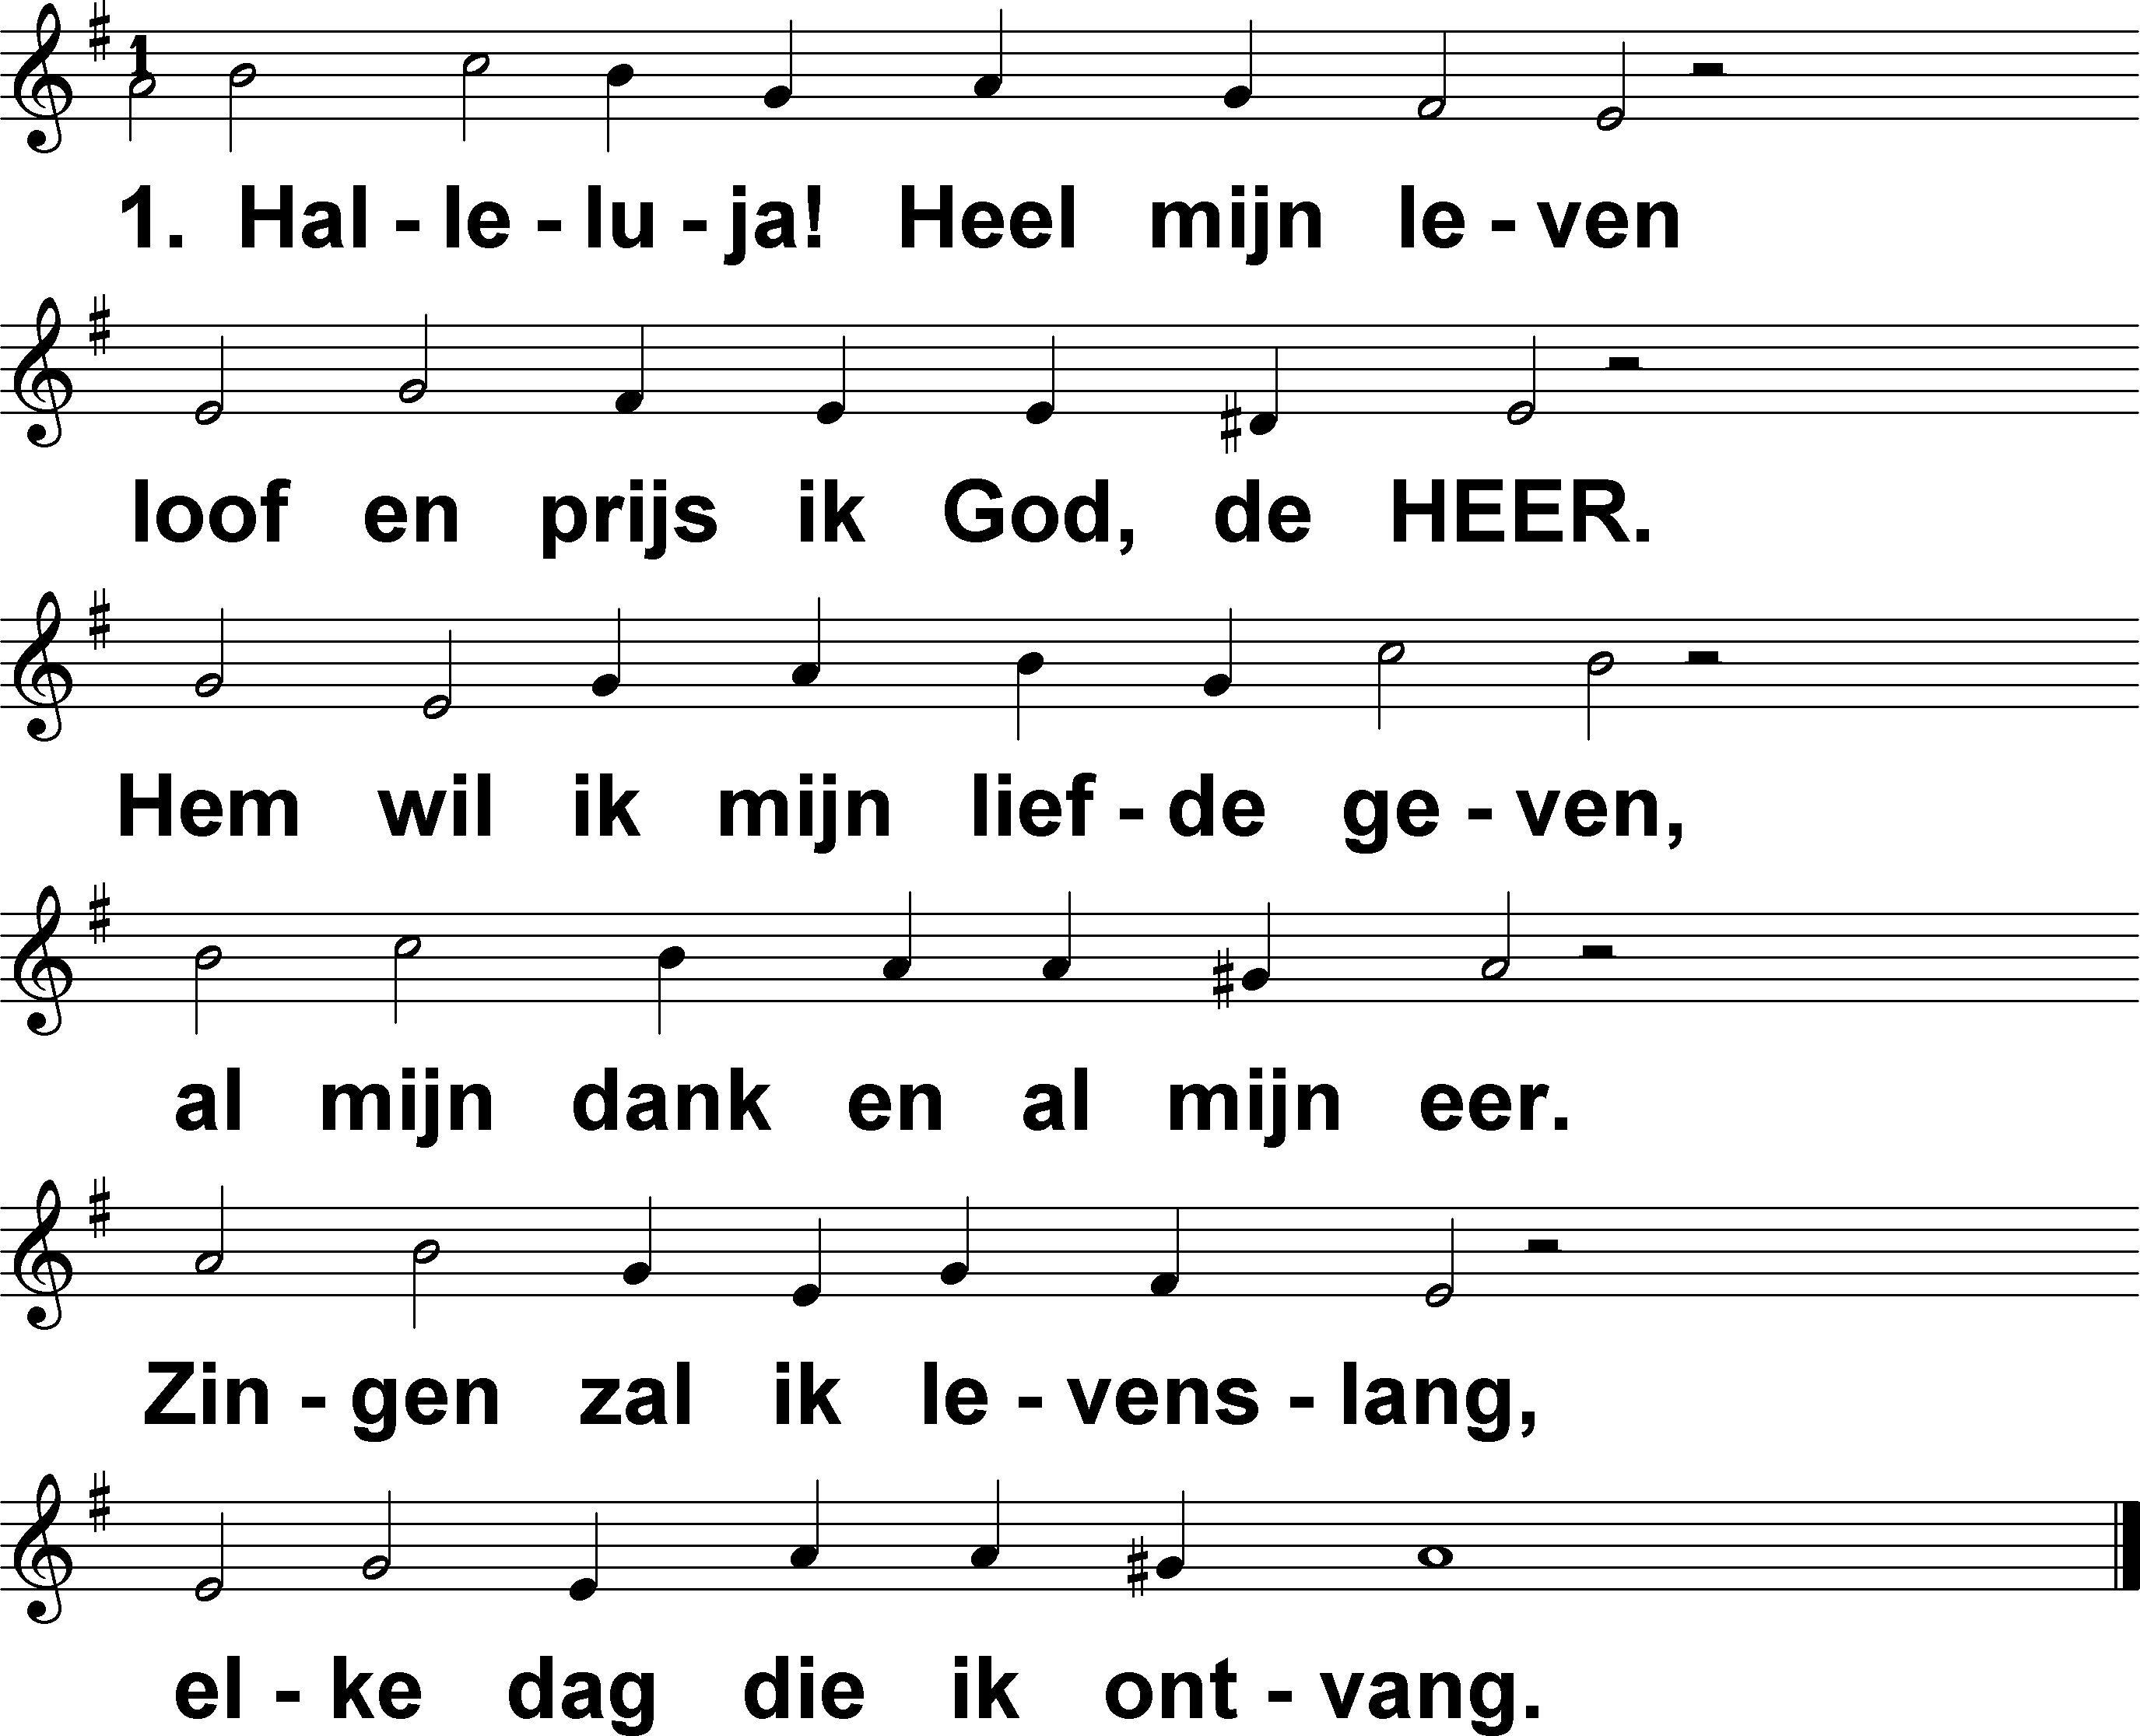 1
1. Hal - le - lu - ja! Heel mijn le - ven
loof en prijs ik God, de HEER.
Hem wil ik mijn lief - de ge - ven,
al mijn dank en al mijn eer.
Zin - gen zal ik le - vens - lang,
el - ke dag die ik ont - vang.